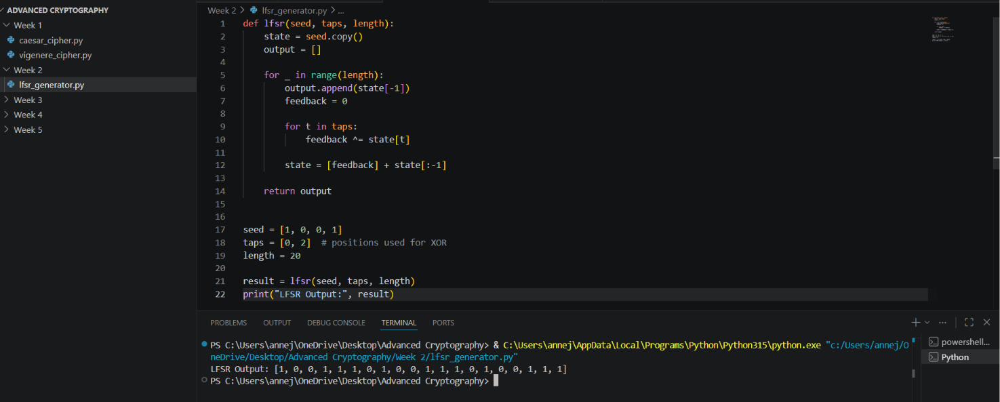 ADVANCED CRYPTOGRAPHY
Week 1
caesar_cipher.py
vigenere_cipher.py
Week 2
lfsr_generator.py
Week 3
Week 4
Week 5
Week 2 > lfsr_generator.py > ...
1 def lfsr(seed, taps, length):
2     state = seed.copy()
3     output = []
4
5     for _ in range(length):
6         output.append(state[-1])
7         feedback = 0
8
9         for t in taps:
10             feedback ^= state[t]
11
12         state = [feedback] + state[:-1]
13
14     return output
15
16
17 seed = [1, 0, 0, 1]
18 taps = [0, 2]  # positions used for XOR
19 length = 20
20
21 result = lfsr(seed, taps, length)
22 print("LFSR Output:", result)
PROBLEMS OUTPUT DEBUG CONSOLE TERMINAL PORTS
PS C:\Users\annej\OneDrive\Desktop\Advanced Cryptography> & C:\Users\annej\AppData\Local\Programs\Python\Python315\python.exe "c:/Users/annej/O
neDrive/Desktop/Advanced Cryptography/Week 2/lfsr_generator.py"
LFSR Output: [1, 0, 0, 1, 1, 1, 0, 1, 0, 0, 1, 1, 1, 0, 1, 0, 0, 1, 1, 1]
PS C:\Users\annej\OneDrive\Desktop\Advanced Cryptography>
powershell...
Python